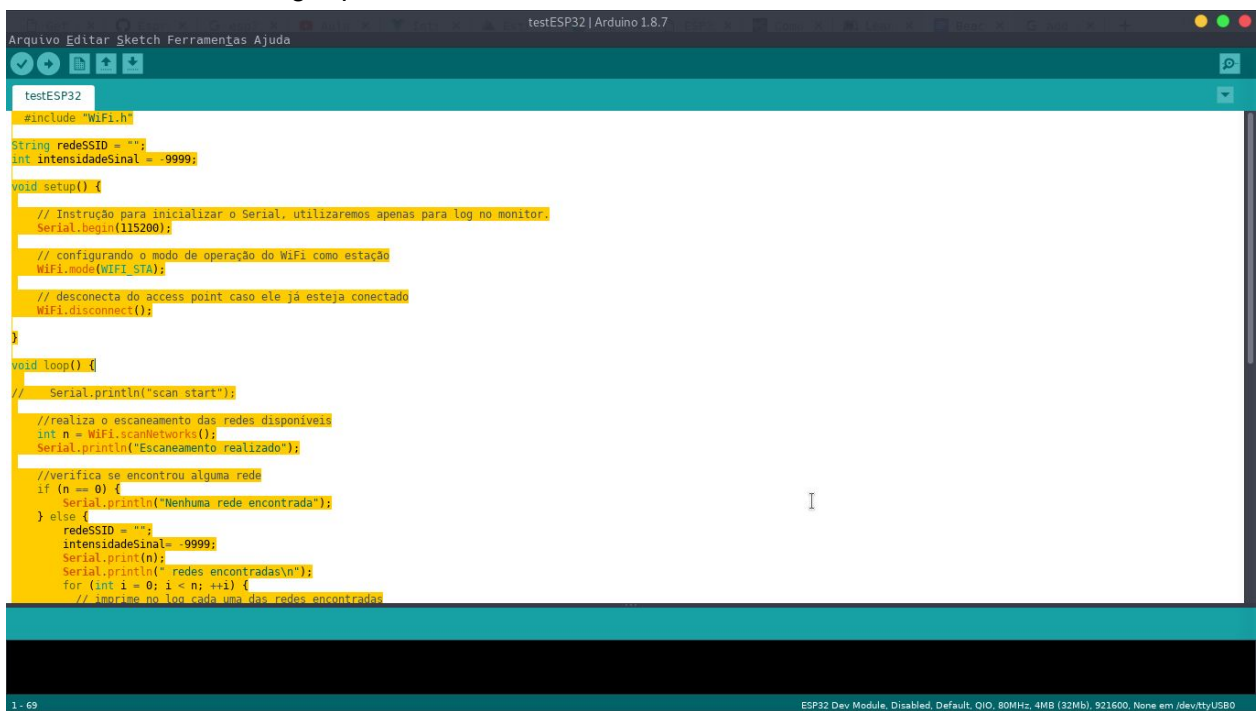 testESP32 | Arduino 1.8.7
Arquivo Editar Sketch Ferramentas Ajuda
testESP32
#include "WiFi.h"
String redeSSID = "";
int intensidadeSinal = -9999;
void setup() {
// Instrução para inicializar o Serial, utilizaremos apenas para log no monitor.
Serial.begin(115200);
// configurando o modo de operação do WiFi como estação
WiFi.mode(WIFI_STA);
// desconecta do access point caso ele já esteja conectado
WiFi.disconnect();
}
void loop() {
//    Serial.println("scan start");
//realiza o escaneamento das redes disponíveis
int n = WiFi.scanNetworks();
Serial.println("Escaneamento realizado");
//verifica se encontrou alguma rede
if (n == 0) {
Serial.println("Nenhuma rede encontrada");
} else {
redeSSID = "";
intensidadeSinal= -9999;
Serial.print(n);
Serial.println(" redes encontradas\n");
for (int i = 0; i < n; ++i) {
// imprime no log cada uma das redes encontradas
1 - 69
ESP32 Dev Module, Disabled, Default, QIO, 80MHz, 4MB (32Mb), 921600, None em /dev/ttyUSB0